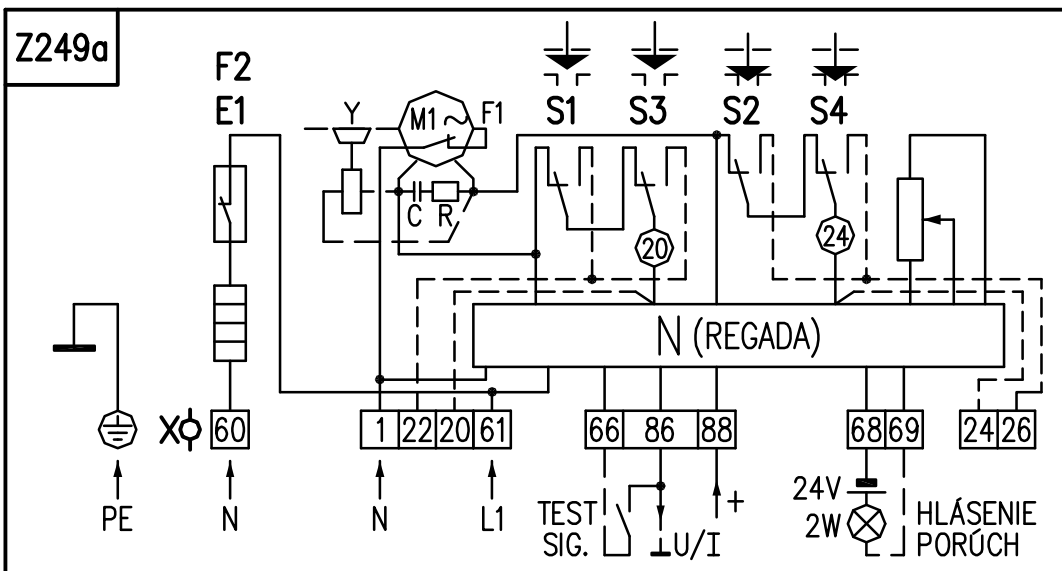 Z249a
F2
E1
Y
M1
F1
C
R
S1
S3
S2
S4
20
24
N (REGADA)
X
60
1
22
20
61
66
86
88
68
69
24
26
PE
N
N
L1
TEST
SIG.
U/I
+
24V
2W
HLÁSENIE
PORÚCH